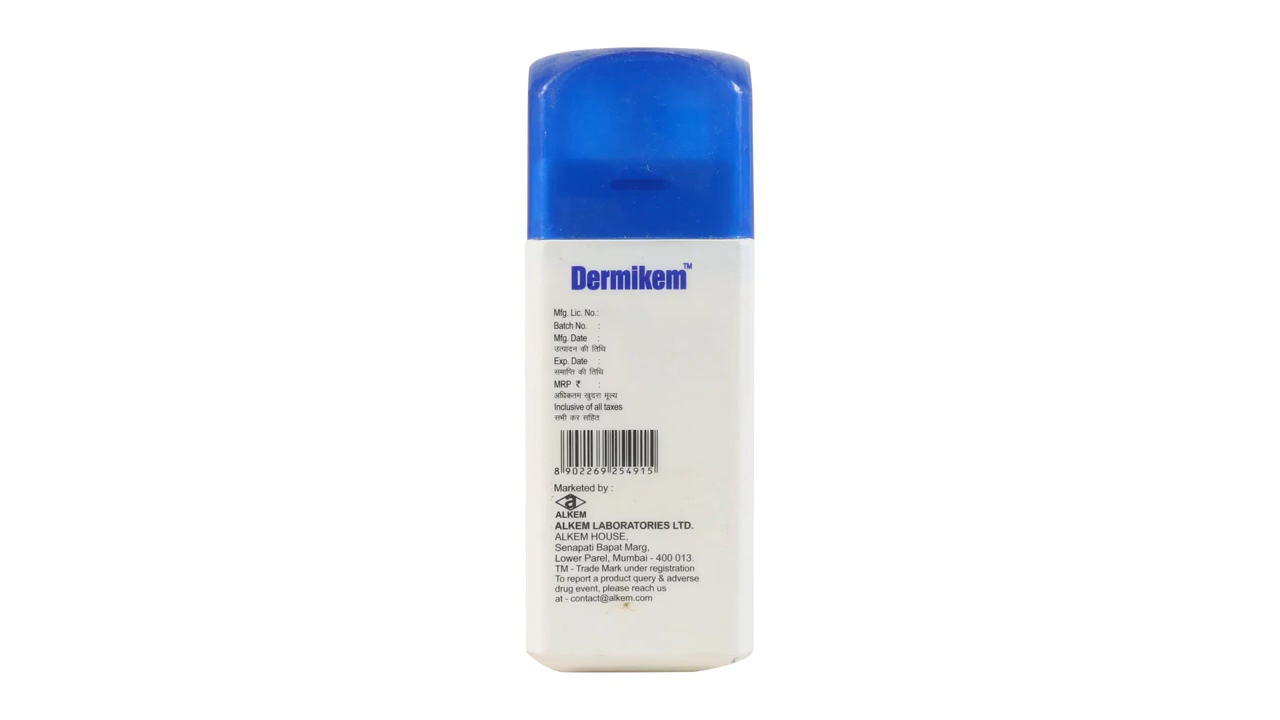 Dermikem™
Mfg. Lic. No.:
Batch No. :
Mfg. Date :
उत्पादन की तिथि
Exp. Date :
समाप्ति की तिथि
MRP ₹ :
अधिकतम खुदरा मूल्य
Inclusive of all taxes
सभी कर सहित
8 902269 254915
Marketed by :
a
ALKEM
ALKEM LABORATORIES LTD.
ALKEM HOUSE,
Senapati Bapat Marg,
Lower Parel, Mumbai - 400 013.
TM - Trade Mark under registration
To report a product query & adverse
drug event, please reach us
at - contact@alkem.com